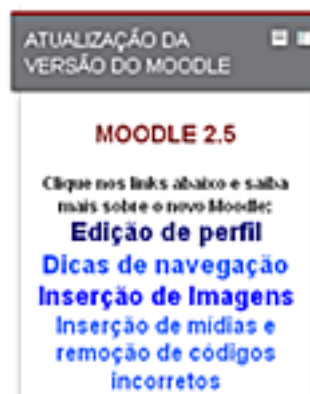 ATUALIZAÇÃO DA
VERSÃO DO MOODLE
MOODLE 2.5
Clique nos links abaixo e saiba
mais sobre o novo Moodle:
Edição de perfil
Dicas de navegação
Inserção de Imagens
Inserção de mídias e
remoção de códigos
incorretos